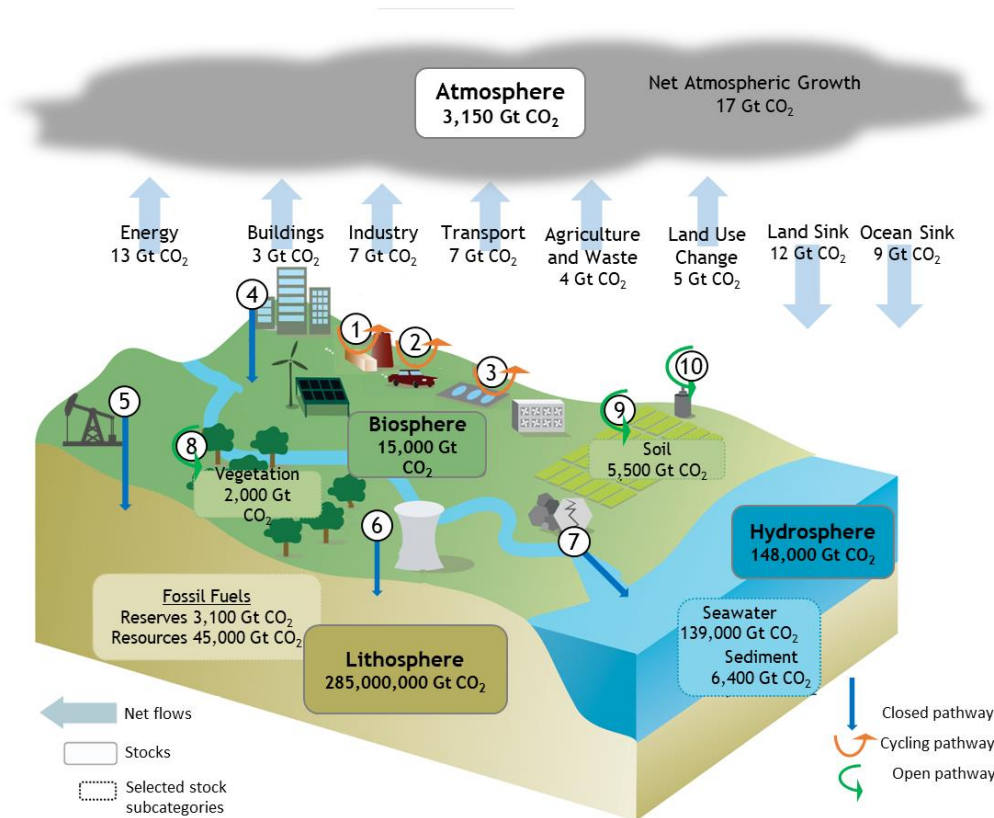 Atmosphere
3,150 Gt CO₂
Net Atmospheric Growth
17 Gt CO₂
Energy
13 Gt CO₂
Buildings
3 Gt CO₂
Industry
7 Gt CO₂
Transport
7 Gt CO₂
Agriculture
and Waste
4 Gt CO₂
Land Use
Change
5 Gt CO₂
Land Sink
12 Gt CO₂
Ocean Sink
9 Gt CO₂
4
1
2
3
10
5
9
8
6
7
Biosphere
15,000 Gt
CO₂
Soil
5,500 Gt CO₂
Vegetation
2,000 Gt
CO₂
Hydrosphere
148,000 Gt CO₂
Fossil Fuels
Reserves 3,100 Gt CO₂
Resources 45,000 Gt CO₂
Seawater
139,000 Gt CO₂
Sediment
6,400 Gt CO₂
Lithosphere
285,000,000 Gt CO₂
Net flows
Stocks
Selected stock
subcategories
Closed pathway
Cycling pathway
Open pathway